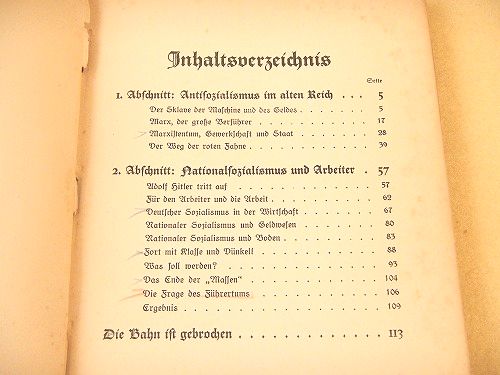 Inhaltsverzeichnis
Seite
1. Abschnitt: Antisozialismus im alten Reich . . . 5
Der Sklave der Maschine und des Geldes . . . . . . . 5
Marx, der große Verführer . . . . . . . . . . 17
Marxistentum, Gewerkschaft und Staat . . . . . . . 28
Der Weg der roten Fahne . . . . . . . . . . . 39
2. Abschnitt: Nationalsozialismus und Arbeiter . 57
Adolf Hitler tritt auf . . . . . . . . . . . . 57
Für den Arbeiter und die Arbeit . . . . . . . . . 62
Deutscher Sozialismus in der Wirtschaft . . . . . . . 67
Nationaler Sozialismus und Geldwesen . . . . . . . 80
Nationaler Sozialismus und Boden . . . . . . . . 83
Fort mit Klasse und Dünkel! . . . . . . . . . . 88
Was soll werden? . . . . . . . . . . . . . 93
Das Ende der „Massen“ . . . . . . . . . . . 104
Die Frage des Führertums . . . . . . . . . . 106
Ergebnis . . . . . . . . . . . . . . . . 109
Die Bahn ist gebrochen . . . . . . . . . . . . 113